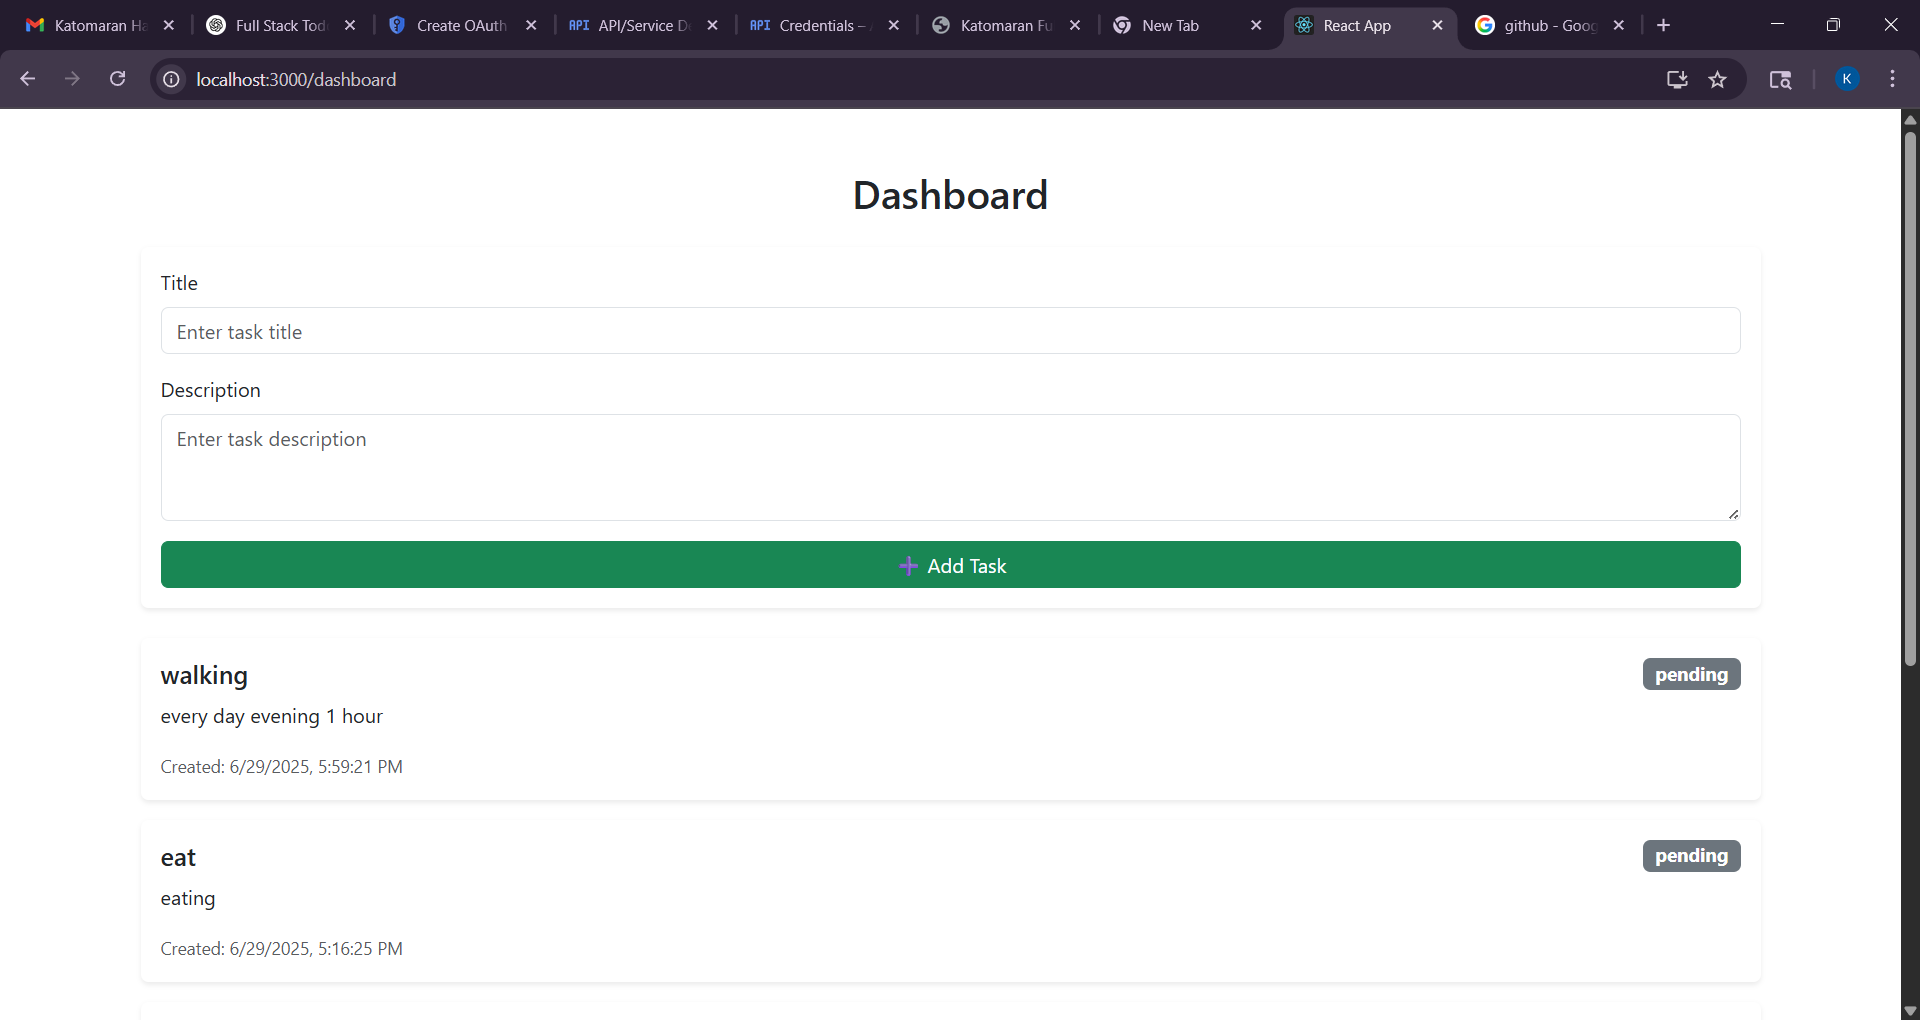 Katomaran Ha
Full Stack Tod
Create OAuth
API API/Service De
API Credentials – A
Katomaran Fu
New Tab
React App
github - Goog
localhost:3000/dashboard
K
Dashboard
Title
Enter task title
Description
Enter task description
+ Add Task
walking
pending
every day evening 1 hour
Created: 6/29/2025, 5:59:21 PM
eat
pending
eating
Created: 6/29/2025, 5:16:25 PM